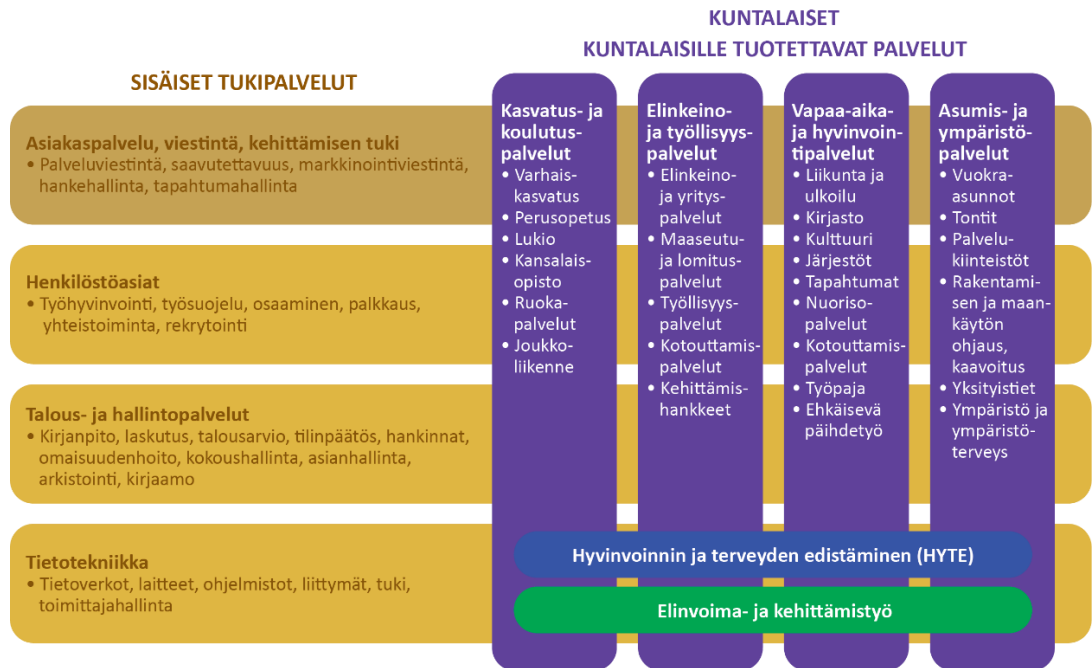 KUNTALAISET
KUNTALAISILLE TUOTETTAVAT PALVELUT
SISÄISET TUKIPALVELUT
Asiakaspalvelu, viestintä, kehittämisen tuki
• Palveluviestintä, saavutettavuus, markkinointiviestintä,
hankehallinta, tapahtumahallinta
Henkilöstöasiat
• Työhyvinvointi, työsuojelu, osaaminen, palkkaus,
yhteistoiminta, rekrytointi
Talous- ja hallintopalvelut
• Kirjanpito, laskutus, talousarvio, tilinpäätös, hankinnat,
omaisuudenhoito, kokoushallinta, asianhallinta,
arkistointi, kirjaamo
Tietotekniikka
• Tietoverkot, laitteet, ohjelmistot, liittymät, tuki,
toimittajahallinta
Kasvatus- ja
koulutus-
palvelut
• Varhais-
kasvatus
• Perusopetus
• Lukio
• Kansalais-
opisto
• Ruoka-
palvelut
• Joukko-
liikenne
Elinkeino-
ja työllisyys-
palvelut
• Elinkeino-
ja yritys-
palvelut
• Maaseutu-
ja lomitus-
palvelut
• Työllisyys-
palvelut
• Kotouttamis-
palvelut
• Kehittämis-
hankkeet
Vapaa-aika-
ja hyvinvoin-
tipalvelut
• Liikunta ja
ulkoilu
• Kirjasto
• Kulttuuri
• Järjestöt
• Tapahtumat
• Nuoriso-
palvelut
• Kotouttamis-
palvelut
• Työpaja
• Ehkäisevä
päihdetyö
Asumis- ja
ympäristö-
palvelut
• Vuokra-
asunnot
• Tontit
• Palvelu-
kiinteistöt
• Rakentami-
sen ja maan-
käytön
ohjaus,
kaavoitus
• Yksityistiet
• Ympäristö ja
ympäristö-
terveys
Hyvinvoinnin ja terveyden edistäminen (HYTE)
Elinvoima- ja kehittämistyö